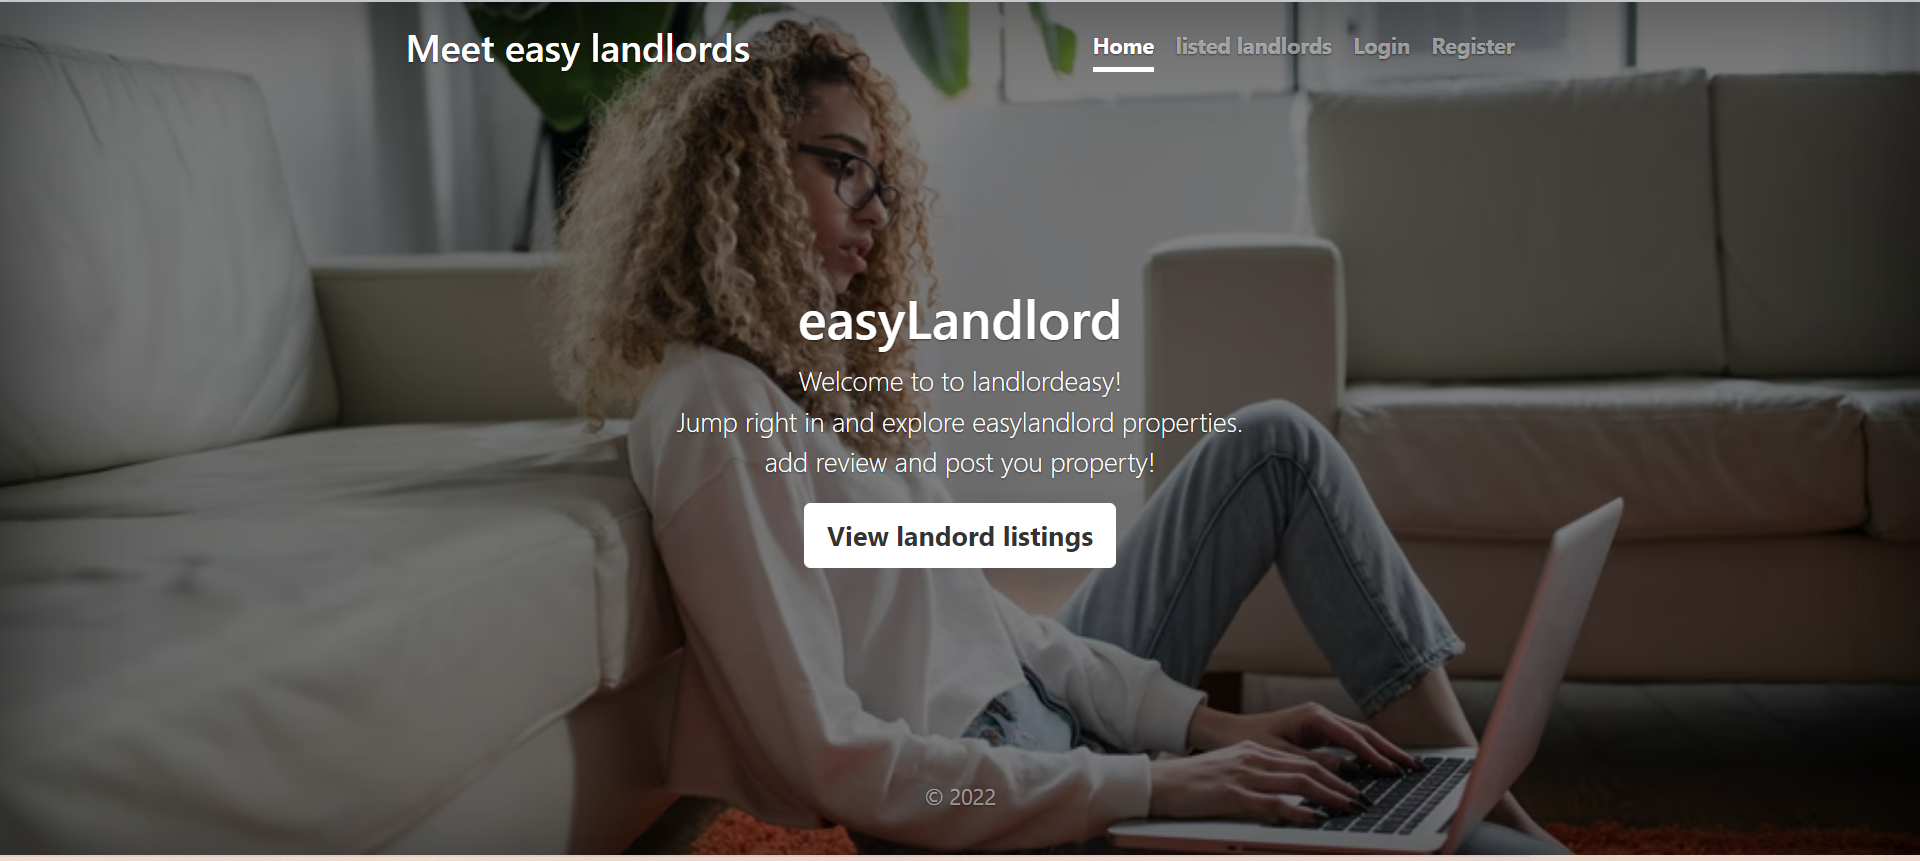 Meet easy landlords
Home listed landlords Login Register
easyLandlord
Welcome to to landlordeasy!
Jump right in and explore easylandlord properties.
add review and post you property!
View landord listings
© 2022